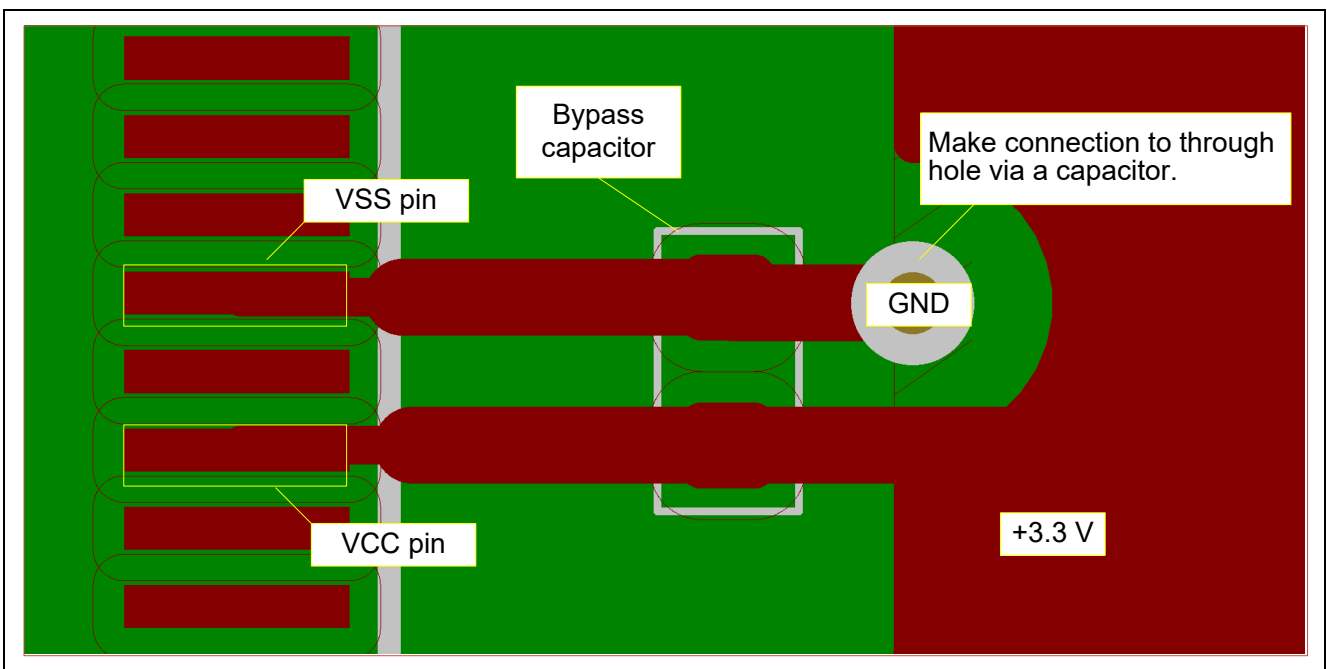 Bypass
capacitor
Make connection to through
hole via a capacitor.
VSS pin
GND
VCC pin
+3.3 V